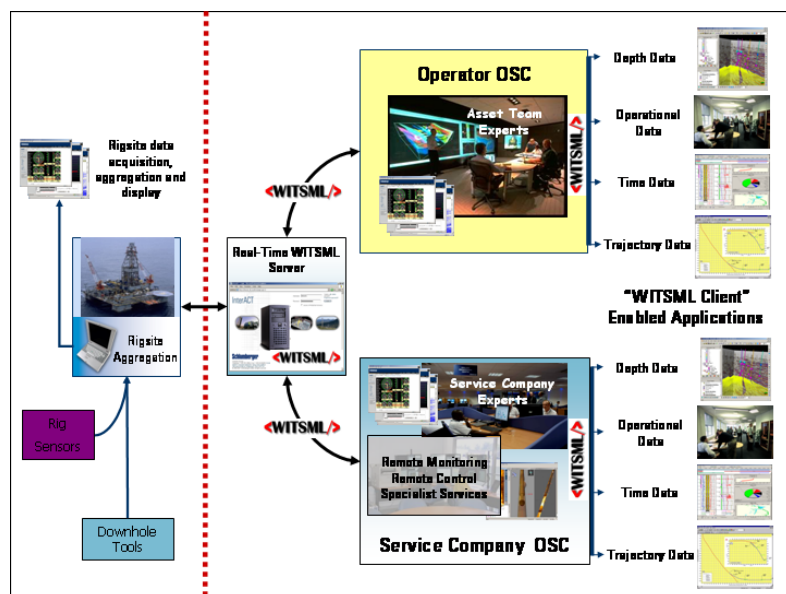 Rigsite data
acquisition,
aggregation and
display
Rigsite
Aggregation
Rig
Sensors
Downhole
Tools
Real-Time WITSML
Server
InterACT
Schlumberger
<WITSML/>
<WITSML/>
<WITSML/>
Operator OSC
Asset Team
Experts
<WITSML/>
Depth Data
Operational
Data
Time Data
Trajectory Data
"WITSML Client"
Enabled Applications
Service Company
Experts
Remote Monitoring
Remote Control
Specialist Services
Service Company OSC
<WITSML/>
Depth Data
Operational
Data
Time Data
Trajectory Data